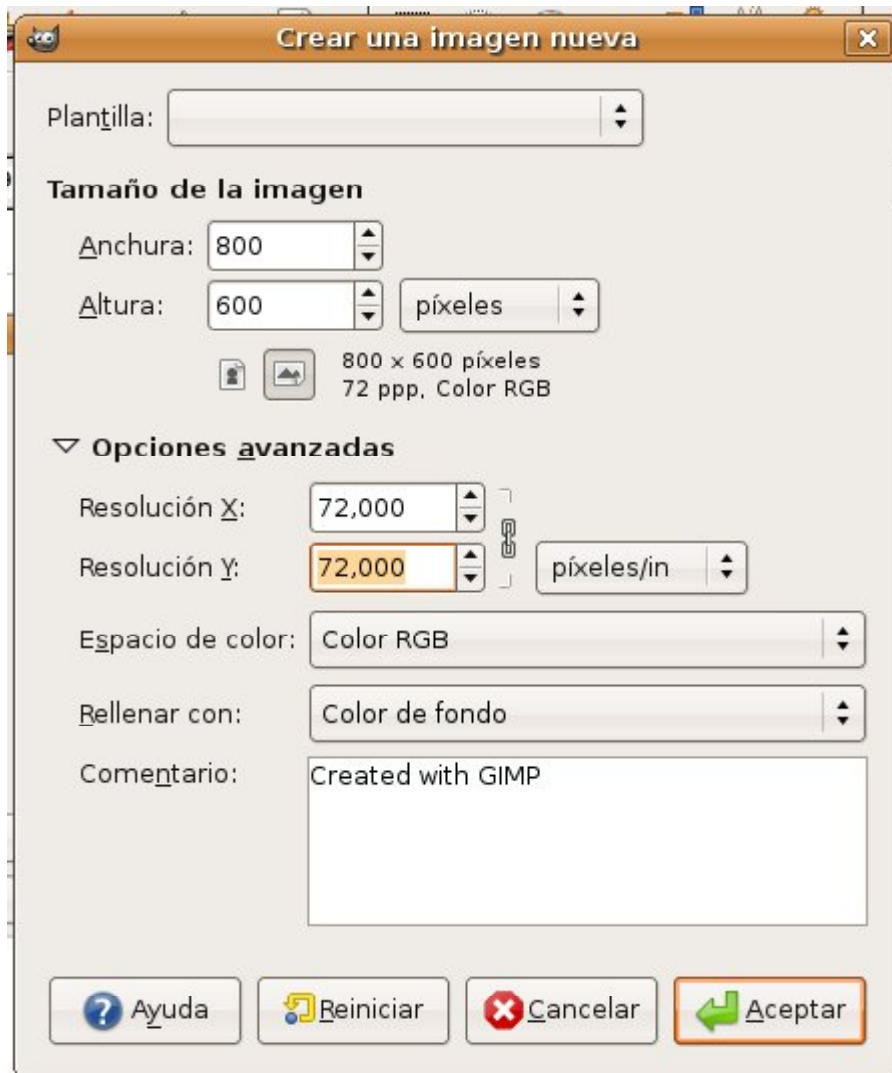 Crear una imagen nueva
Plantilla:
Tamaño de la imagen
Anchura: 800
Altura: 600 píxeles
800 x 600 píxeles
72 ppp, Color RGB
Opciones avanzadas
Resolución X: 72,000
Resolución Y: 72,000 píxeles/in
Espacio de color: Color RGB
Rellenar con: Color de fondo
Comentario: Created with GIMP
Ayuda Reiniciar Cancelar Aceptar